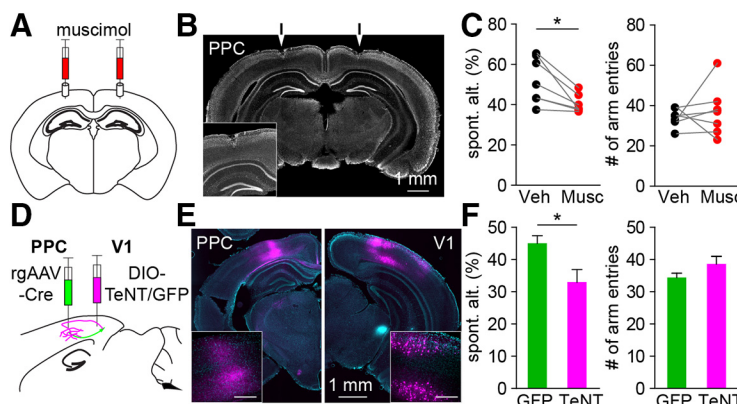 A
muscimol
B
PPC
1 mm
C
*
spont. alt. (%)
80
60
40
20
0
Veh Musc
# of arm entries
80
60
40
20
0
Veh Musc
D
PPC V1
rgAAV
-Cre
DIO-
TeNT/GFP
E
PPC
V1
1 mm
F
*
spont. alt. (%)
50
40
30
20
10
0
GFP TeNT
# of arm entries
50
40
30
20
10
0
GFP TeNT